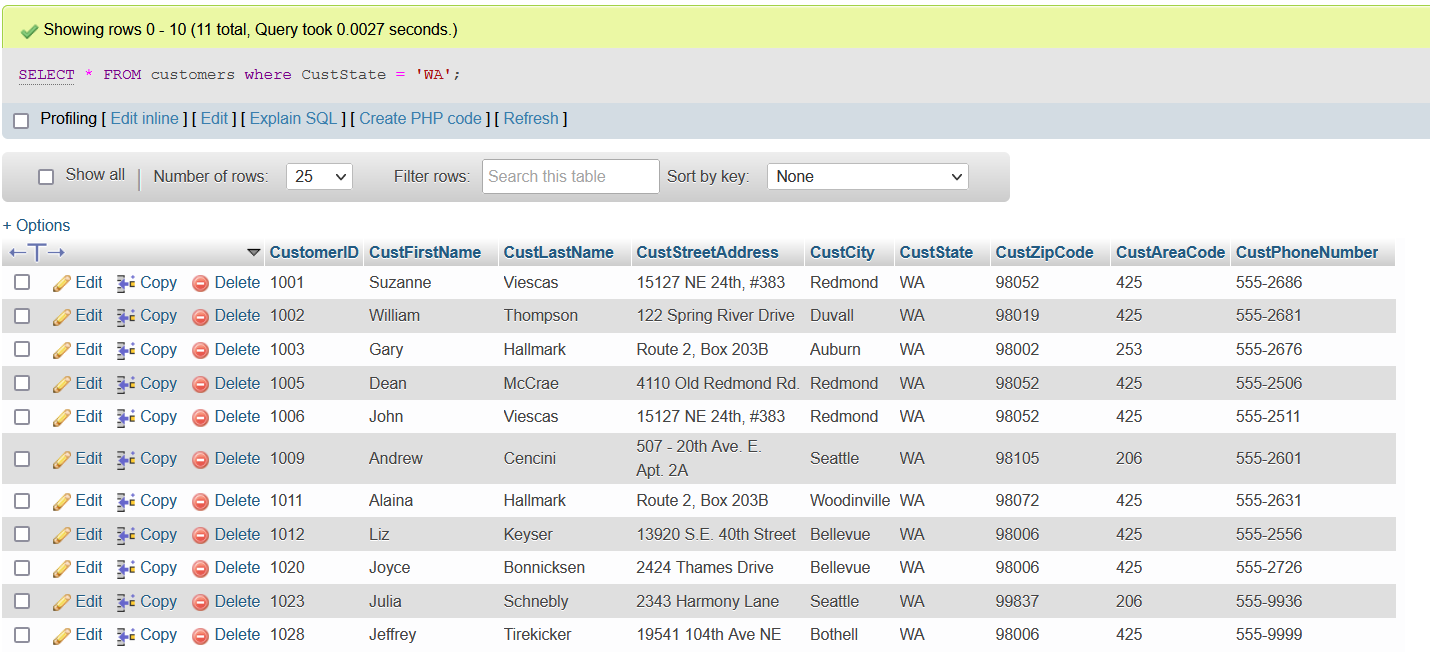 Showing rows 0 - 10 (11 total, Query took 0.0027 seconds.)
SELECT * FROM customers where CustState = 'WA';
Profiling [ Edit inline ] [ Edit ] [ Explain SQL ] [ Create PHP code ] [ Refresh ]
Show all | Number of rows: 25 Filter rows: Search this table Sort by key: None
+ Options
←T→ CustomerID CustFirstName CustLastName CustStreetAddress CustCity CustState CustZipCode CustAreaCode CustPhoneNumber
Edit Copy Delete 1001 Suzanne Viescas 15127 NE 24th, #383 Redmond WA 98052 425 555-2686
Edit Copy Delete 1002 William Thompson 122 Spring River Drive Duvall WA 98019 425 555-2681
Edit Copy Delete 1003 Gary Hallmark Route 2, Box 203B Auburn WA 98002 253 555-2676
Edit Copy Delete 1005 Dean McCrae 4110 Old Redmond Rd. Redmond WA 98052 425 555-2506
Edit Copy Delete 1006 John Viescas 15127 NE 24th, #383 Redmond WA 98052 425 555-2511
Edit Copy Delete 1009 Andrew Cencini 507 - 20th Ave. E. Seattle WA 98105 206 555-2601
Apt. 2A
Edit Copy Delete 1011 Alaina Hallmark Route 2, Box 203B Woodinville WA 98072 425 555-2631
Edit Copy Delete 1012 Liz Keyser 13920 S.E. 40th Street Bellevue WA 98006 425 555-2556
Edit Copy Delete 1020 Joyce Bonnicksen 2424 Thames Drive Bellevue WA 98006 425 555-2726
Edit Copy Delete 1023 Julia Schnebly 2343 Harmony Lane Seattle WA 99837 206 555-9936
Edit Copy Delete 1028 Jeffrey Tirekicker 19541 104th Ave NE Bothell WA 98006 425 555-9999